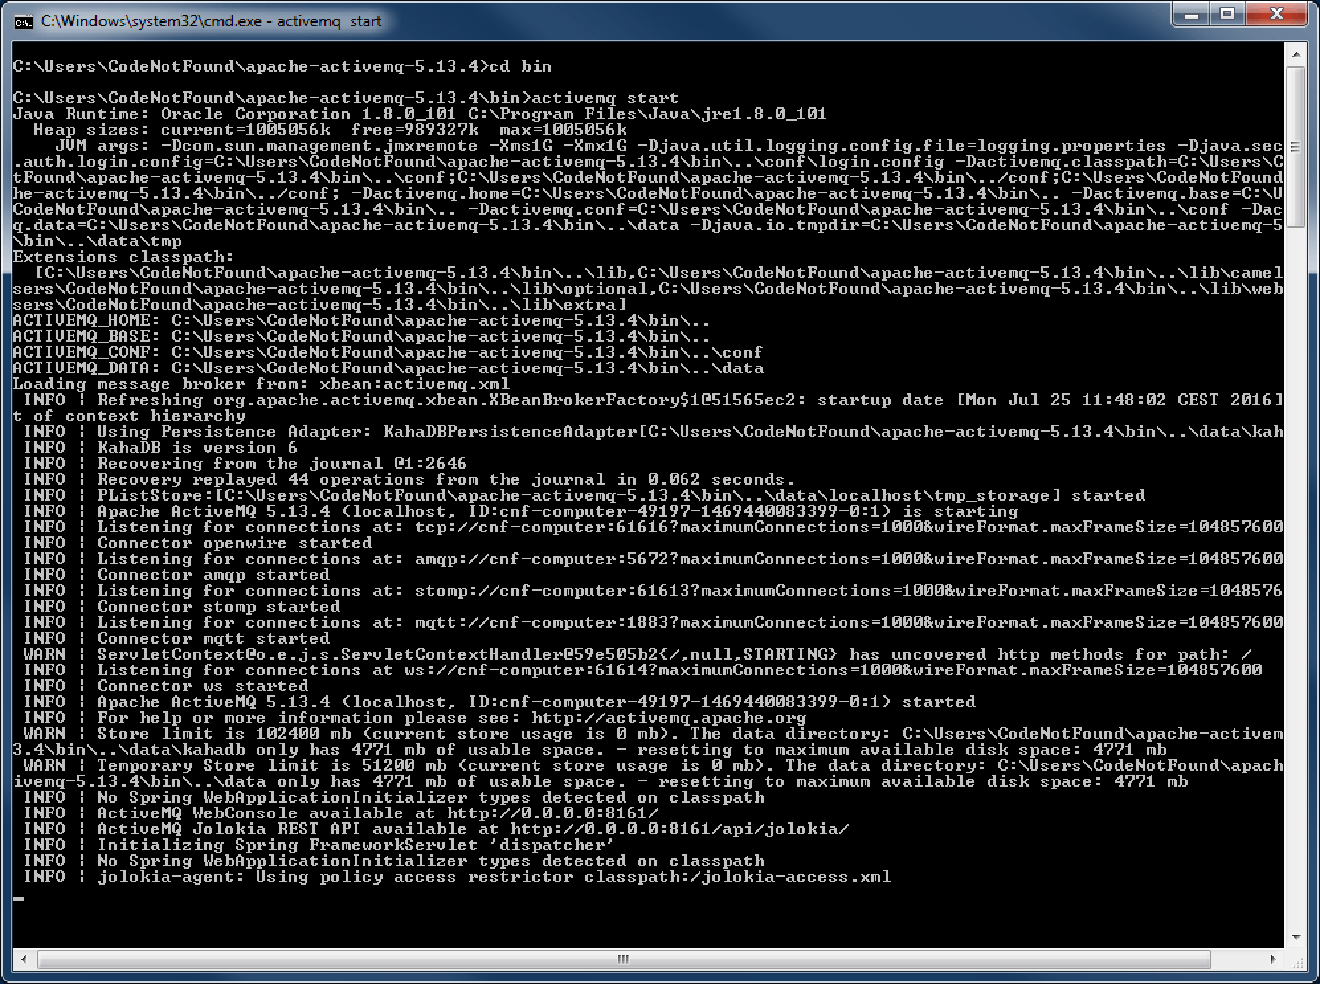 C:\Windows\system32\cmd.exe - activemq  start
C:\Users\CodeNotFound\apache-activemq-5.13.4>cd bin
C:\Users\CodeNotFound\apache-activemq-5.13.4\bin>activemq start
Java Runtime: Oracle Corporation 1.8.0_101 C:\Program Files\Java\jre1.8.0_101
  Heap sizes: current=1005056k  free=989327k  max=1005056k
    JVM args: -Dcom.sun.management.jmxremote -Xms1G -Xmx1G -Djava.util.logging.config.file=logging.properties -Djava.sec
.auth.login.config=C:\Users\CodeNotFound\apache-activemq-5.13.4\bin\..\conf\login.config -Dactivemq.classpath=C:\Users\C
tFound\apache-activemq-5.13.4\bin\..\conf;C:\Users\CodeNotFound\apache-activemq-5.13.4\bin\../conf;C:\Users\CodeNotFound
he-activemq-5.13.4\bin\../conf; -Dactivemq.home=C:\Users\CodeNotFound\apache-activemq-5.13.4\bin\.. -Dactivemq.base=C:\U
CodeNotFound\apache-activemq-5.13.4\bin\.. -Dactivemq.conf=C:\Users\CodeNotFound\apache-activemq-5.13.4\bin\..\conf -Dac
q.data=C:\Users\CodeNotFound\apache-activemq-5.13.4\bin\..\data -Djava.io.tmpdir=C:\Users\CodeNotFound\apache-activemq-5
\bin\..\data\tmp
Extensions classpath:
  [C:\Users\CodeNotFound\apache-activemq-5.13.4\bin\..\lib,C:\Users\CodeNotFound\apache-activemq-5.13.4\bin\..\lib\camel
sers\CodeNotFound\apache-activemq-5.13.4\bin\..\lib\optional,C:\Users\CodeNotFound\apache-activemq-5.13.4\bin\..\lib\web
sers\CodeNotFound\apache-activemq-5.13.4\bin\..\lib\extra]
ACTIVEMQ_HOME: C:\Users\CodeNotFound\apache-activemq-5.13.4\bin\..
ACTIVEMQ_BASE: C:\Users\CodeNotFound\apache-activemq-5.13.4\bin\..
ACTIVEMQ_CONF: C:\Users\CodeNotFound\apache-activemq-5.13.4\bin\..\conf
ACTIVEMQ_DATA: C:\Users\CodeNotFound\apache-activemq-5.13.4\bin\..\data
Loading message broker from: xbean:activemq.xml
 INFO | Refreshing org.apache.activemq.xbean.XBeanBrokerFactory$1@51565ec2: startup date [Mon Jul 25 11:48:02 CEST 2016]
t of context hierarchy
 INFO | Using Persistence Adapter: KahaDBPersistenceAdapter[C:\Users\CodeNotFound\apache-activemq-5.13.4\bin\..\data\kah
 INFO | KahaDB is version 6
 INFO | Recovering from the journal @1:2646
 INFO | Recovery replayed 44 operations from the journal in 0.062 seconds.
 INFO | PListStore:[C:\Users\CodeNotFound\apache-activemq-5.13.4\bin\..\data\localhost\tmp_storage] started
 INFO | Apache ActiveMQ 5.13.4 (localhost, ID:cnf-computer-49197-1469440083399-0:1) is starting
 INFO | Listening for connections at: tcp://cnf-computer:61616?maximumConnections=1000&wireFormat.maxFrameSize=104857600
 INFO | Connector openwire started
 INFO | Listening for connections at: amqp://cnf-computer:5672?maximumConnections=1000&wireFormat.maxFrameSize=104857600
 INFO | Connector amqp started
 INFO | Listening for connections at: stomp://cnf-computer:61613?maximumConnections=1000&wireFormat.maxFrameSize=1048576
 INFO | Connector stomp started
 INFO | Listening for connections at: mqtt://cnf-computer:1883?maximumConnections=1000&wireFormat.maxFrameSize=104857600
 INFO | Connector mqtt started
 WARN | ServletContext@o.e.j.s.ServletContextHandler@59e505b2{/,null,STARTING} has uncovered http methods for path: /
 INFO | Listening for connections at ws://cnf-computer:61614?maximumConnections=1000&wireFormat.maxFrameSize=104857600
 INFO | Connector ws started
 INFO | Apache ActiveMQ 5.13.4 (localhost, ID:cnf-computer-49197-1469440083399-0:1) started
 INFO | For help or more information please see: http://activemq.apache.org
 WARN | Store limit is 102400 mb (current store usage is 0 mb). The data directory: C:\Users\CodeNotFound\apache-activem
3.4\bin\..\data\kahadb only has 4771 mb of usable space. - resetting to maximum available disk space: 4771 mb
 WARN | Temporary Store limit is 51200 mb (current store usage is 0 mb). The data directory: C:\Users\CodeNotFound\apach
ivemq-5.13.4\bin\..\data only has 4771 mb of usable space. - resetting to maximum available disk space: 4771 mb
 INFO | No Spring WebApplicationInitializer types detected on classpath
 INFO | ActiveMQ WebConsole available at http://0.0.0.0:8161/
 INFO | ActiveMQ Jolokia REST API available at http://0.0.0.0:8161/api/jolokia/
 INFO | Initializing Spring FrameworkServlet 'dispatcher'
 INFO | No Spring WebApplicationInitializer types detected on classpath
 INFO | jolokia-agent: Using policy access restrictor classpath:/jolokia-access.xml